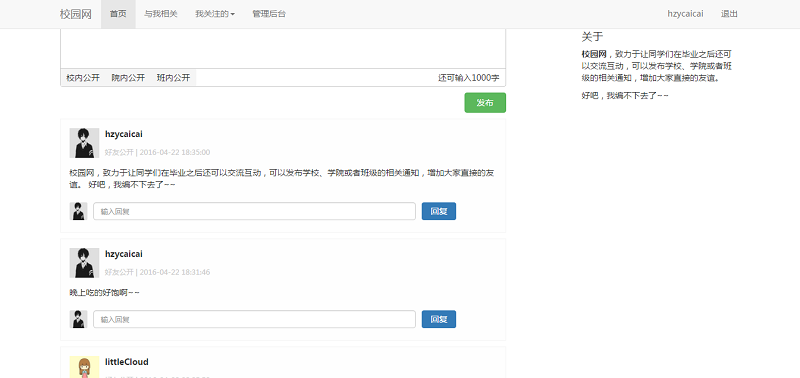 校园网 首页 与我相关 我关注的 管理后台 hzycaicai 退出
校内公开 院内公开 班内公开 还可输入1000字
发布
hzycaicai
好友公开 | 2016-04-22 18:35:00
校园网，致力于让同学们在毕业之后还可以交流互动，可以发布学校、学院或者班级的相关通知，增加大家直接的友
谊。 好吧，我编不下去了~~
输入回复 回复
hzycaicai
好友公开 | 2016-04-22 18:31:46
晚上吃的好饱啊~~
输入回复 回复
littleCloud
关于
校园网，致力于让同学们在毕业之后还可
以交流互动，可以发布学校、学院或者班
级的相关通知，增加大家直接的友谊。
好吧，我编不下去了~~